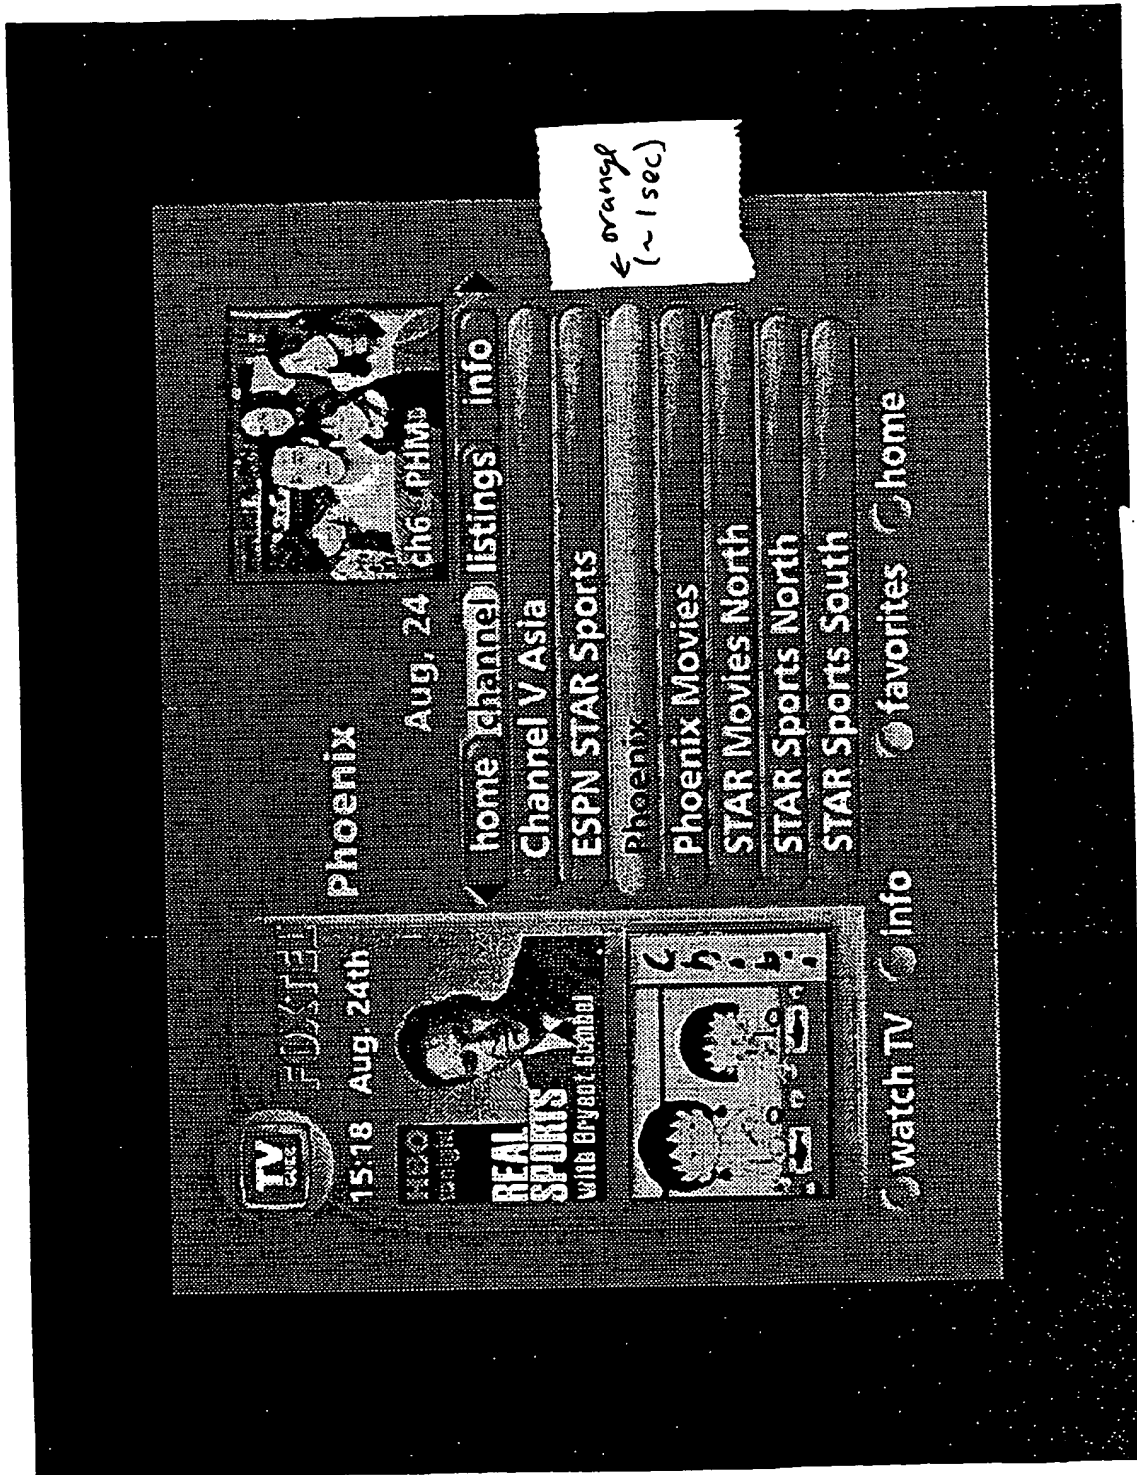 TV
FOXTEL
Phoenix
15:18 Aug. 24th
Aug, 24
ch6 PHM
REAL
SPORTS
with Bryant Gumbel
home channel listings info
Channel V Asia
ESPN STAR Sports
Phoenix
Phoenix Movies
STAR Movies North
STAR Sports North
STAR Sports South
← orange
(~ 1 sec)
watch TV info favorites home